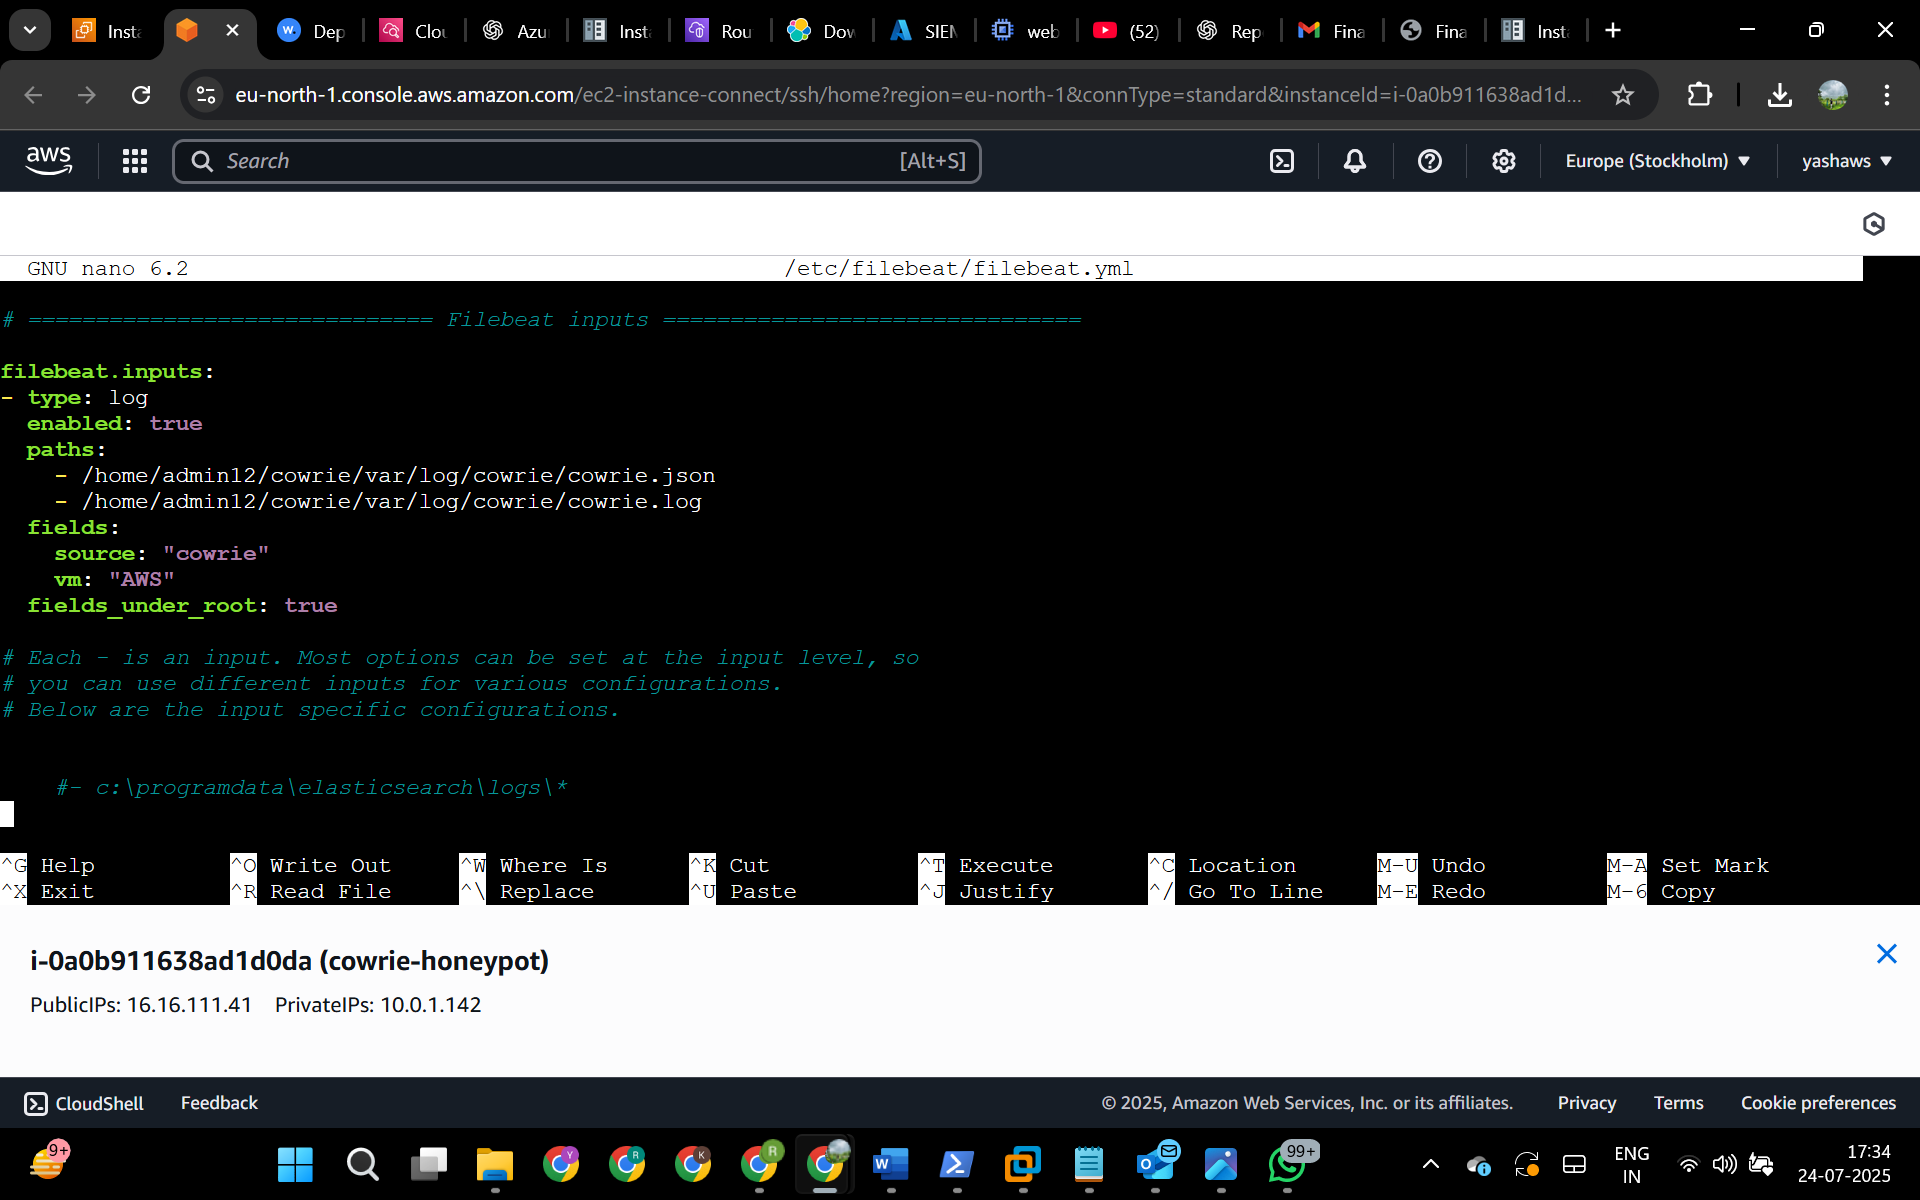 Insta
Dep
Clou
Azu
Insta
Rou
Dow
SIEM
web
(52)
Rep
Fina
Fina
Insta
eu-north-1.console.aws.amazon.com/ec2-instance-connect/ssh/home?region=eu-north-1&connType=standard&instanceId=i-0a0b911638ad1d...
aws
Search
[Alt+S]
Europe (Stockholm)
yashaws
GNU nano 6.2
/etc/filebeat/filebeat.yml
# ============================== Filebeat inputs ===============================
filebeat.inputs:
- type: log
enabled: true
paths:
- /home/admin12/cowrie/var/log/cowrie/cowrie.json
- /home/admin12/cowrie/var/log/cowrie/cowrie.log
fields:
source: "cowrie"
vm: "AWS"
fields_under_root: true
# Each - is an input. Most options can be set at the input level, so
# you can use different inputs for various configurations.
# Below are the input specific configurations.
#- c:\programdata\elasticsearch\logs\*
^G Help ^O Write Out ^W Where Is ^K Cut ^T Execute ^C Location M-U Undo M-A Set Mark
^X Exit ^R Read File ^\ Replace ^U Paste ^J Justify ^/ Go To Line M-E Redo M-6 Copy
i-0a0b911638ad1d0da (cowrie-honeypot)
PublicIPs: 16.16.111.41 PrivateIPs: 10.0.1.142
CloudShell
Feedback
© 2025, Amazon Web Services, Inc. or its affiliates.
Privacy
Terms
Cookie preferences
9+
99+
ENG
IN
17:34
24-07-2025